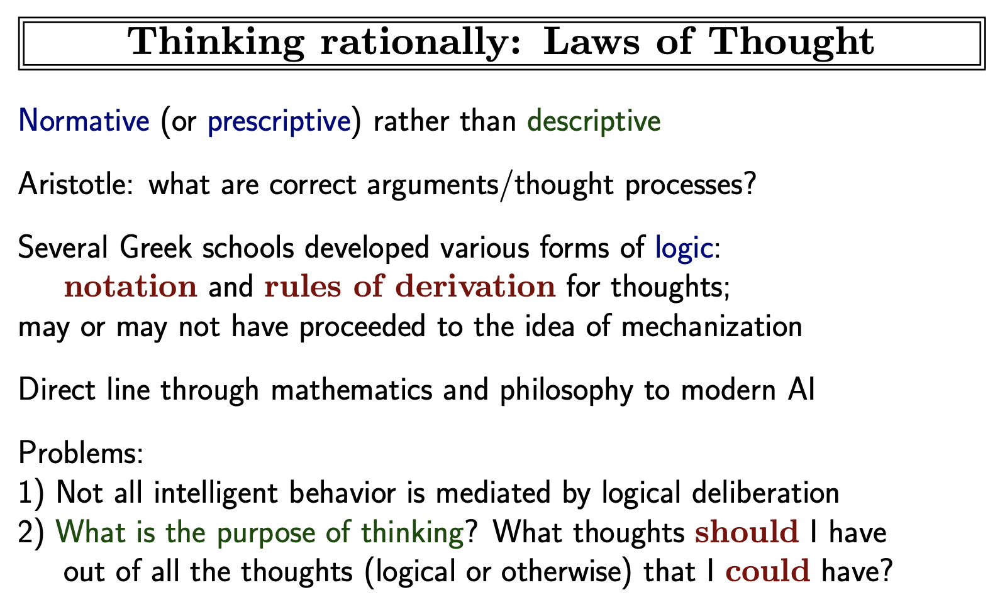 Thinking rationally: Laws of Thought
Normative (or prescriptive) rather than descriptive
Aristotle: what are correct arguments/thought processes?
Several Greek schools developed various forms of logic:
notation and rules of derivation for thoughts;
may or may not have proceeded to the idea of mechanization
Direct line through mathematics and philosophy to modern AI
Problems:
1) Not all intelligent behavior is mediated by logical deliberation
2) What is the purpose of thinking? What thoughts should I have
out of all the thoughts (logical or otherwise) that I could have?